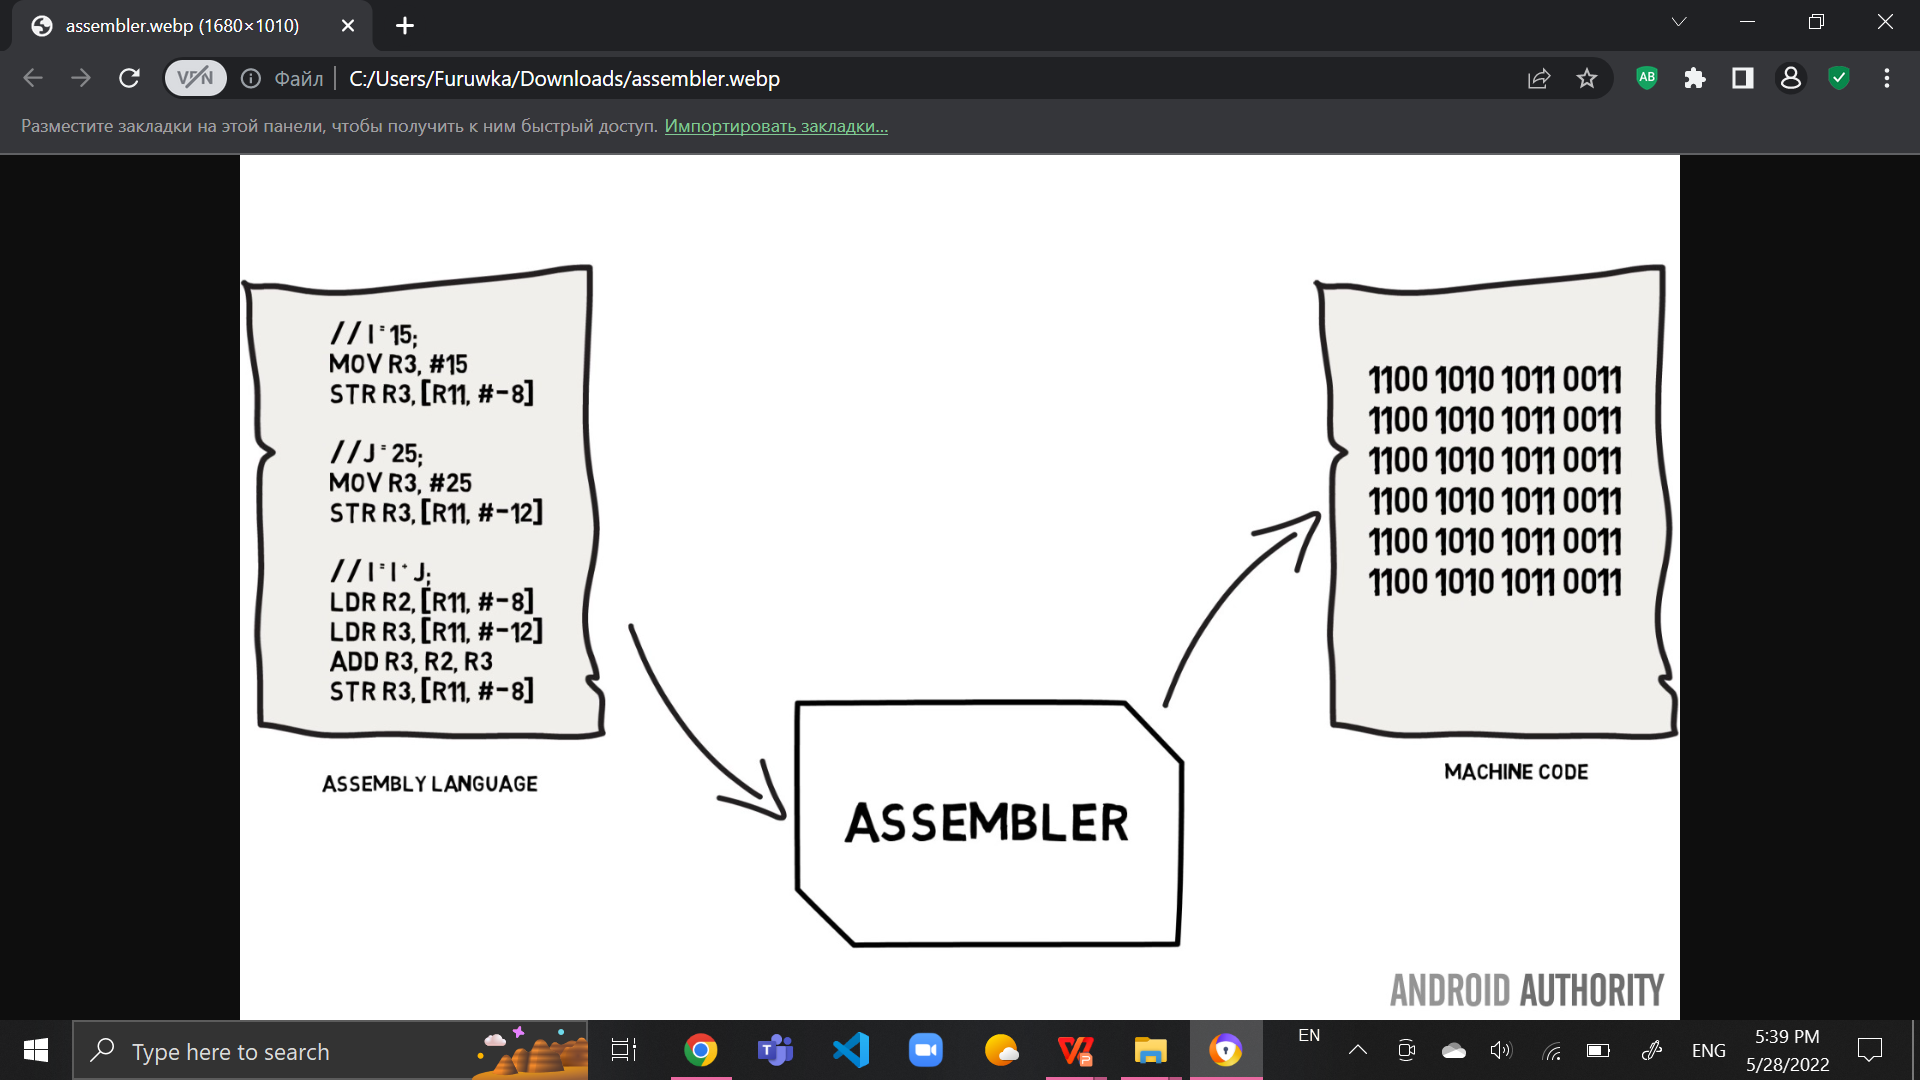 assembler.webp (1680×1010)
VPN
Файл
C:/Users/Furuwka/Downloads/assembler.webp
AB
Разместите закладки на этой панели, чтобы получить к ним быстрый доступ. Импортировать закладки...
//I=15;
MOV R3, #15
STR R3, [R11, #-8]
//J=25;
MOV R3, #25
STR R3, [R11, #-12]
//I=I+J;
LDR R2, [R11, #-8]
LDR R3, [R11, #-12]
ADD R3, R2, R3
STR R3, [R11, #-8]
ASSEMBLY LANGUAGE
ASSEMBLER
1100 1010 1011 0011
1100 1010 1011 0011
1100 1010 1011 0011
1100 1010 1011 0011
1100 1010 1011 0011
1100 1010 1011 0011
MACHINE CODE
ANDROID AUTHORITY
Type here to search
EN
ENG
5:39 PM
5/28/2022